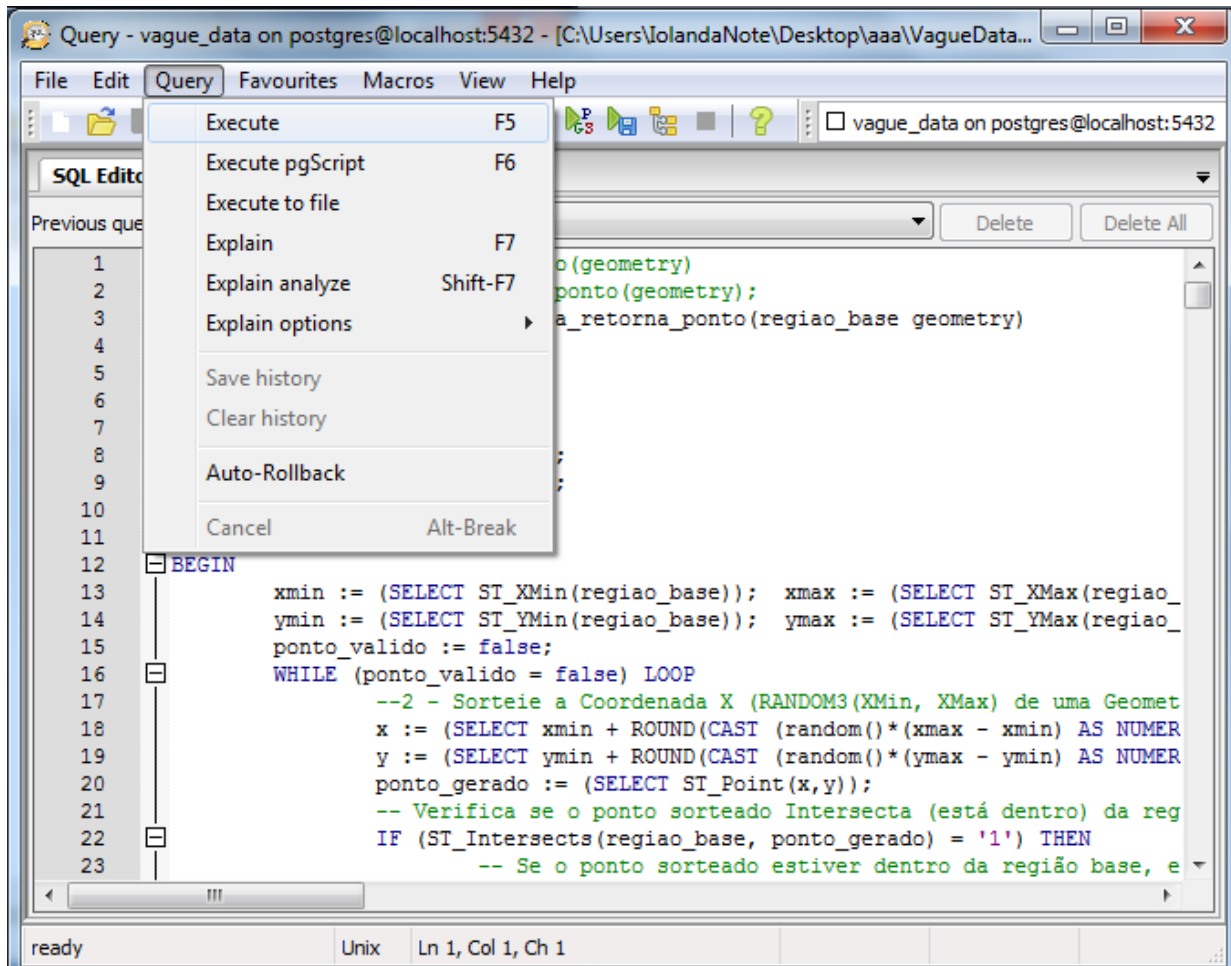 Query - vague_data on postgres@localhost:5432 - [C:\Users\IolandaNote\Desktop\aaa\VagueData...
File Edit Query Favourites Macros View Help
vague_data on postgres@localhost:5432
Execute F5
Execute pgScript F6
Execute to file
Explain F7
Explain analyze Shift-F7
Explain options
Save history
Clear history
Auto-Rollback
Cancel Alt-Break
SQL Edito
Previous que
Delete Delete All
1 o(geometry)
2 ponto(geometry);
3 a_retorna_ponto(regiao_base geometry)
4
5
6
7
8 ;
9 ;
10
11
12 BEGIN
13 xmin := (SELECT ST_XMin(regiao_base)); xmax := (SELECT ST_XMax(regiao_
14 ymin := (SELECT ST_YMin(regiao_base)); ymax := (SELECT ST_YMax(regiao_
15 ponto_valido := false;
16 WHILE (ponto_valido = false) LOOP
17 --2 - Sorteie a Coordenada X (RANDOM3(XMin, XMax) de uma Geomet
18 x := (SELECT xmin + ROUND(CAST (random()*(xmax - xmin) AS NUMER
19 y := (SELECT ymin + ROUND(CAST (random()*(ymax - ymin) AS NUMER
20 ponto_gerado := (SELECT ST_Point(x,y));
21 -- Verifica se o ponto sorteado Intersecta (está dentro) da reg
22 IF (ST_Intersects(regiao_base, ponto_gerado) = '1') THEN
23 -- Se o ponto sorteado estiver dentro da região base, e
ready Unix Ln 1, Col 1, Ch 1